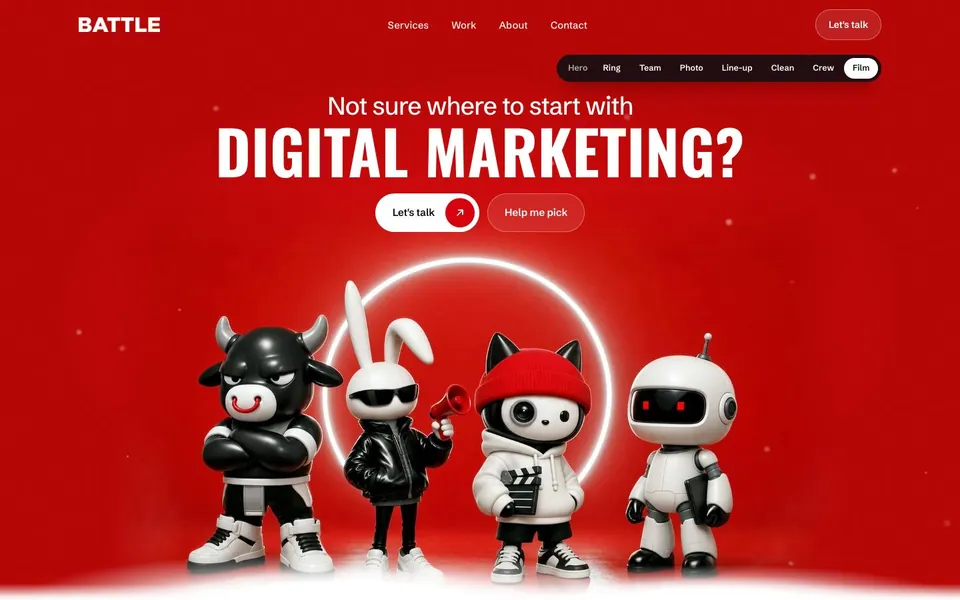 BATTLE
Services Work About Contact
Let's talk
Hero Ring Team Photo Line-up Clean Crew Film
Not sure where to start with
DIGITAL MARKETING?
Let's talk
Help me pick